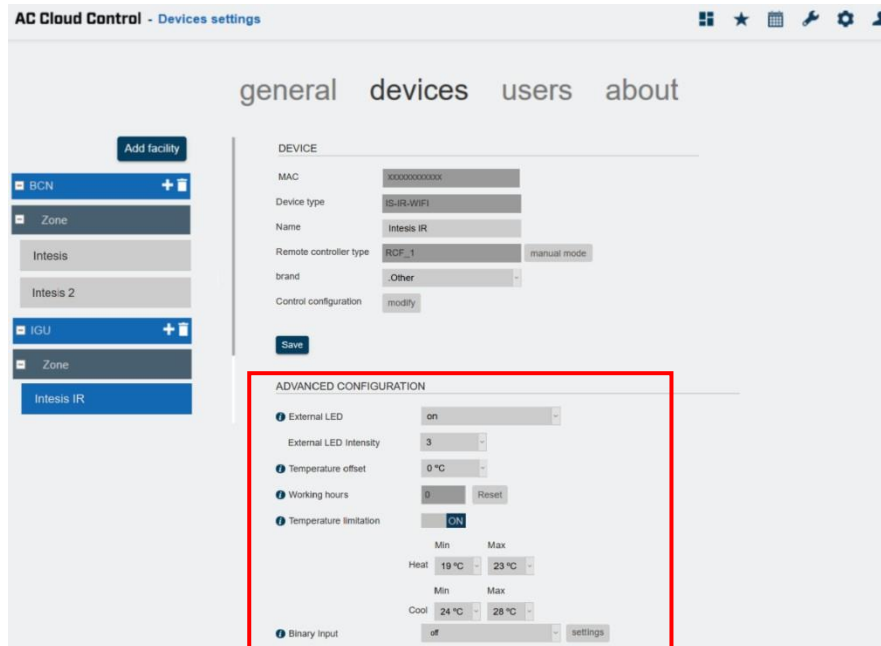 AC Cloud Control - Devices settings
general devices users about
Add facility
BCN
Zone
Intesis
Intesis 2
IGU
Zone
Intesis IR
DEVICE
MAC xxxxxxxxxxxx
Device type IS-IR-WIFI
Name Intesis IR
Remote controller type RCF_1 manual mode
brand .Other
Control configuration modify
Save
ADVANCED CONFIGURATION
External LED on
External LED Intensity 3
Temperature offset 0 ºC
Working hours 0 Reset
Temperature limitation ON
Min Max
Heat 19 ºC 23 ºC
Min Max
Cool 24 ºC 28 ºC
Binary Input off settings